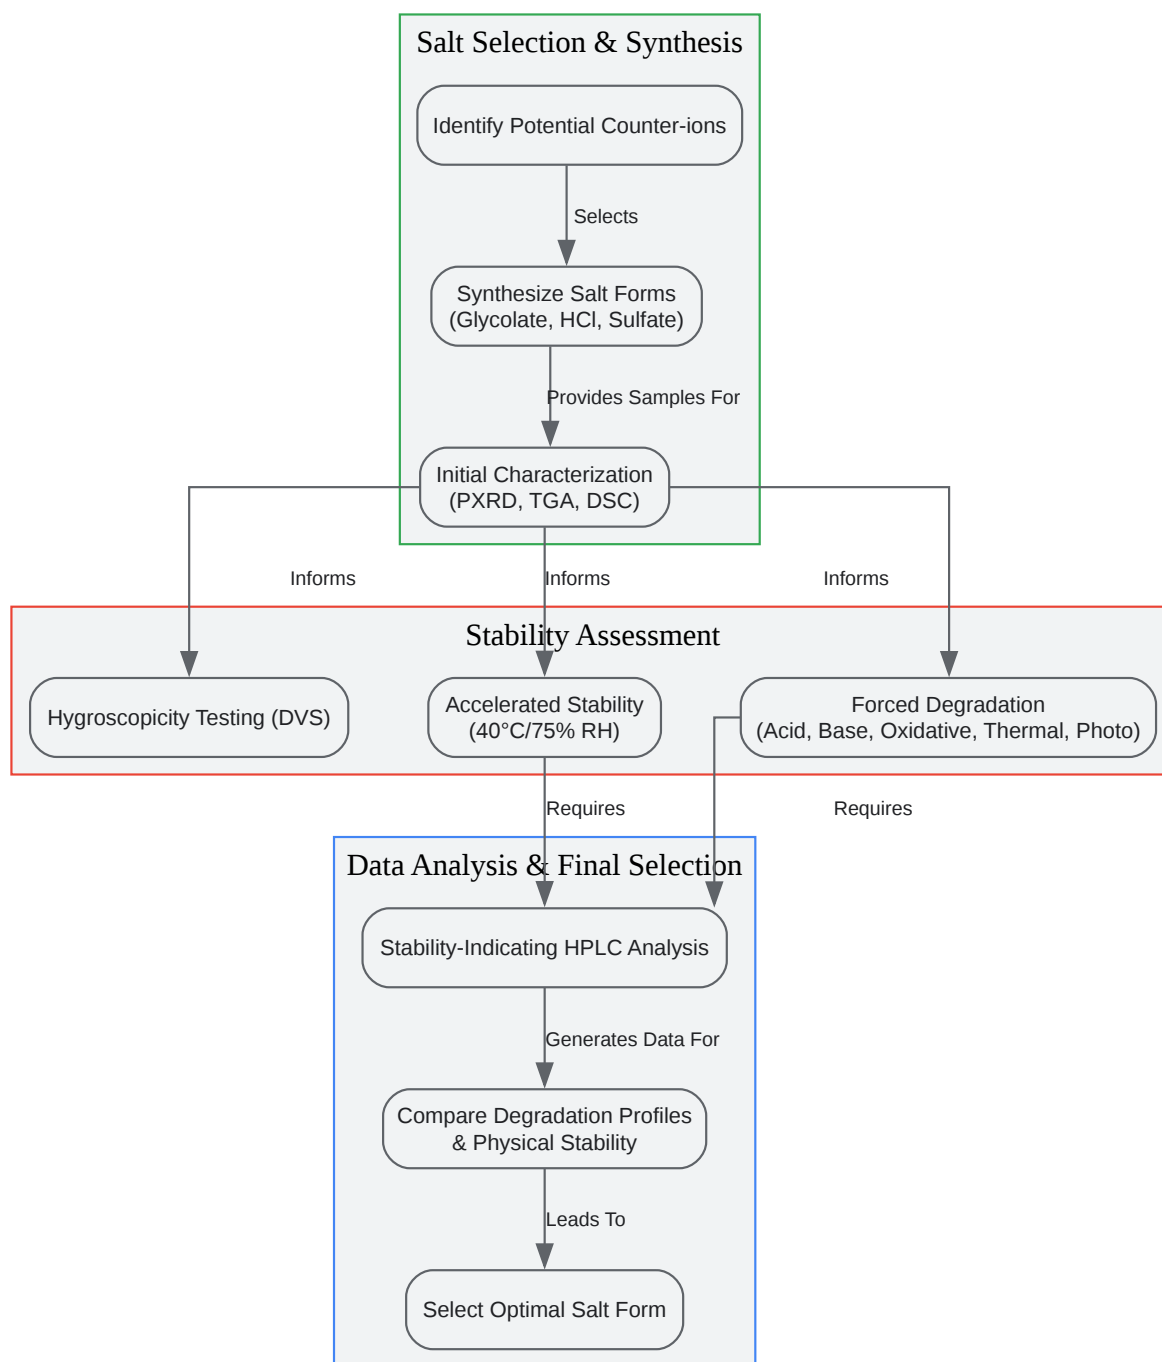 Salt Selection & Synthesis
Identify Potential Counter-ions
Selects
Synthesize Salt Forms
(Glycolate, HCl, Sulfate)
Provides Samples For
Initial Characterization
(PXRD, TGA, DSC)
Informs
Informs
Informs
Stability Assessment
Hygroscopicity Testing (DVS)
Accelerated Stability
(40°C/75% RH)
Forced Degradation
(Acid, Base, Oxidative, Thermal, Photo)
Requires
Requires
Data Analysis & Final Selection
Stability-Indicating HPLC Analysis
Generates Data For
Compare Degradation Profiles
& Physical Stability
Leads To
Select Optimal Salt Form